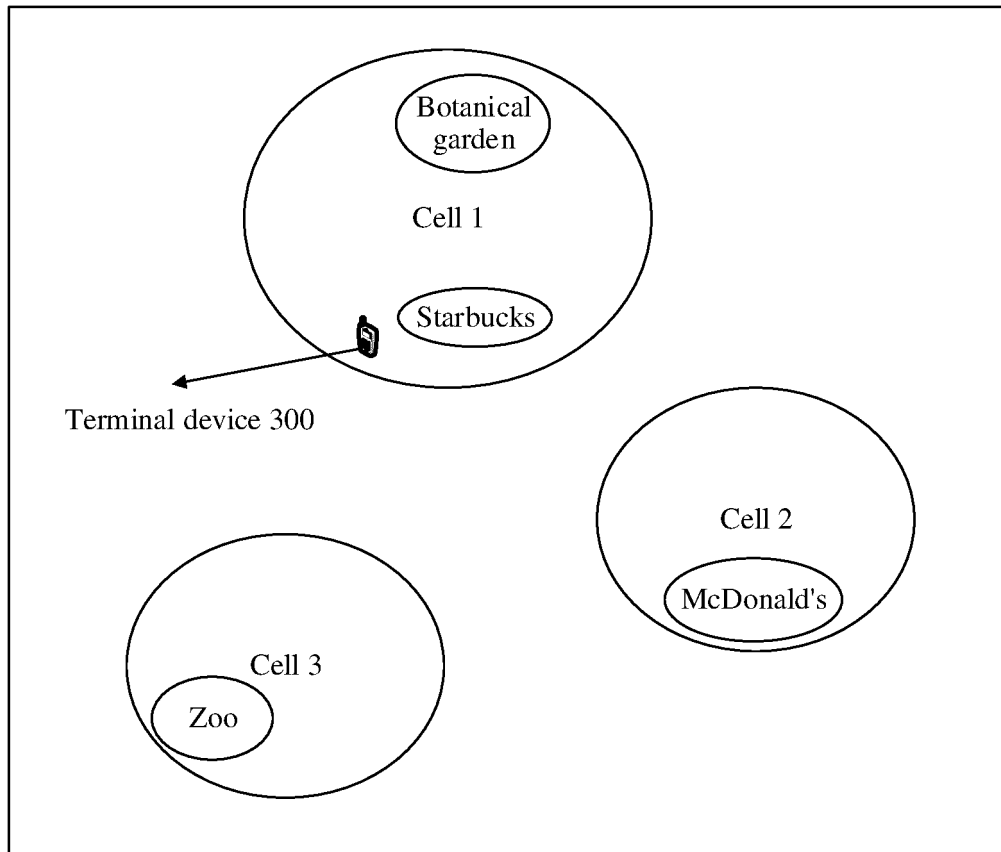 Botanical
garden
Cell 1
Starbucks
Terminal device 300
Cell 2
McDonald's
Cell 3
Zoo